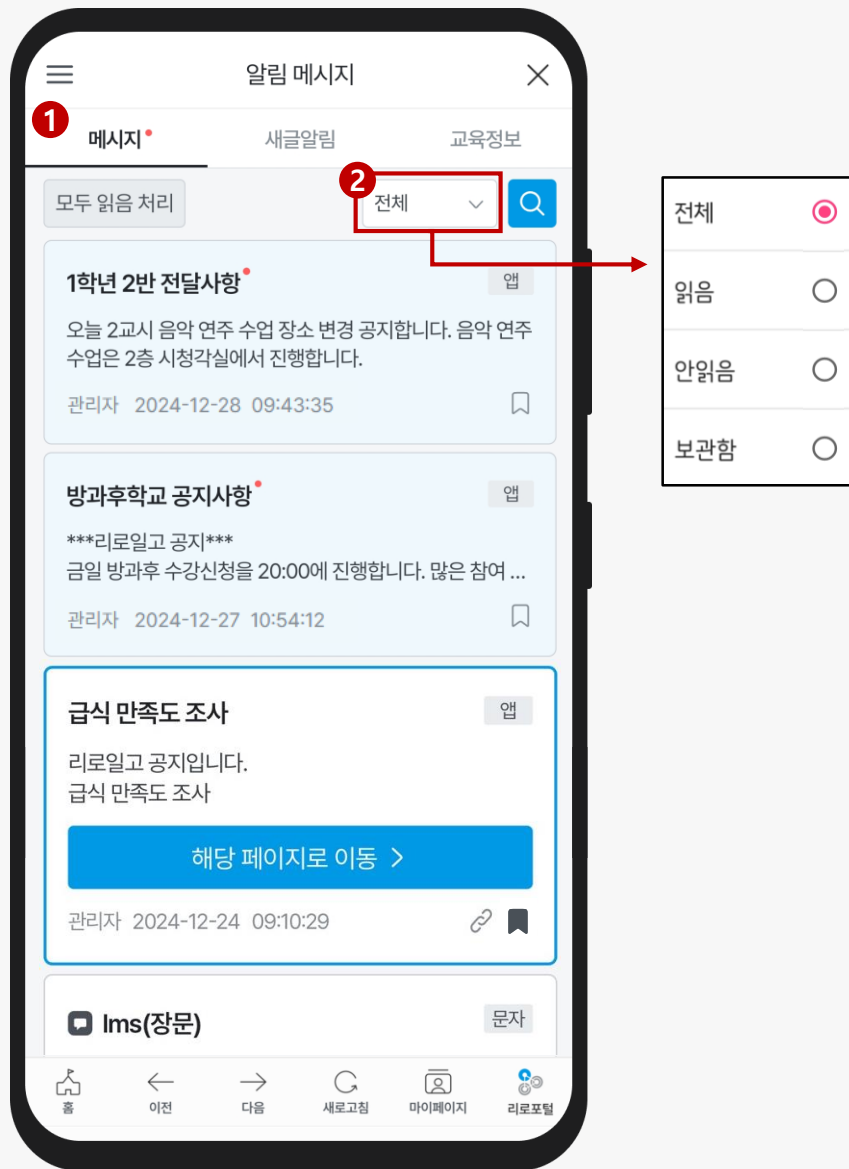 알림 메시지
1
메시지
새글알림
교육정보
모두 읽음 처리
2
전체
1학년 2반 전달사항
앱
오늘 2교시 음악 연주 수업 장소 변경 공지합니다. 음악 연주
수업은 2층 시청각실에서 진행합니다.
관리자 2024-12-28 09:43:35
방과후학교 공지사항
앱
***리로일고 공지***
금일 방과후 수강신청을 20:00에 진행합니다. 많은 참여 ...
관리자 2024-12-27 10:54:12
급식 만족도 조사
앱
리로일고 공지입니다.
급식 만족도 조사
해당 페이지로 이동 >
관리자 2024-12-24 09:10:29
lms(장문)
문자
홈
이전
다음
새로고침
마이페이지
리로포털
전체
읽음
안읽음
보관함